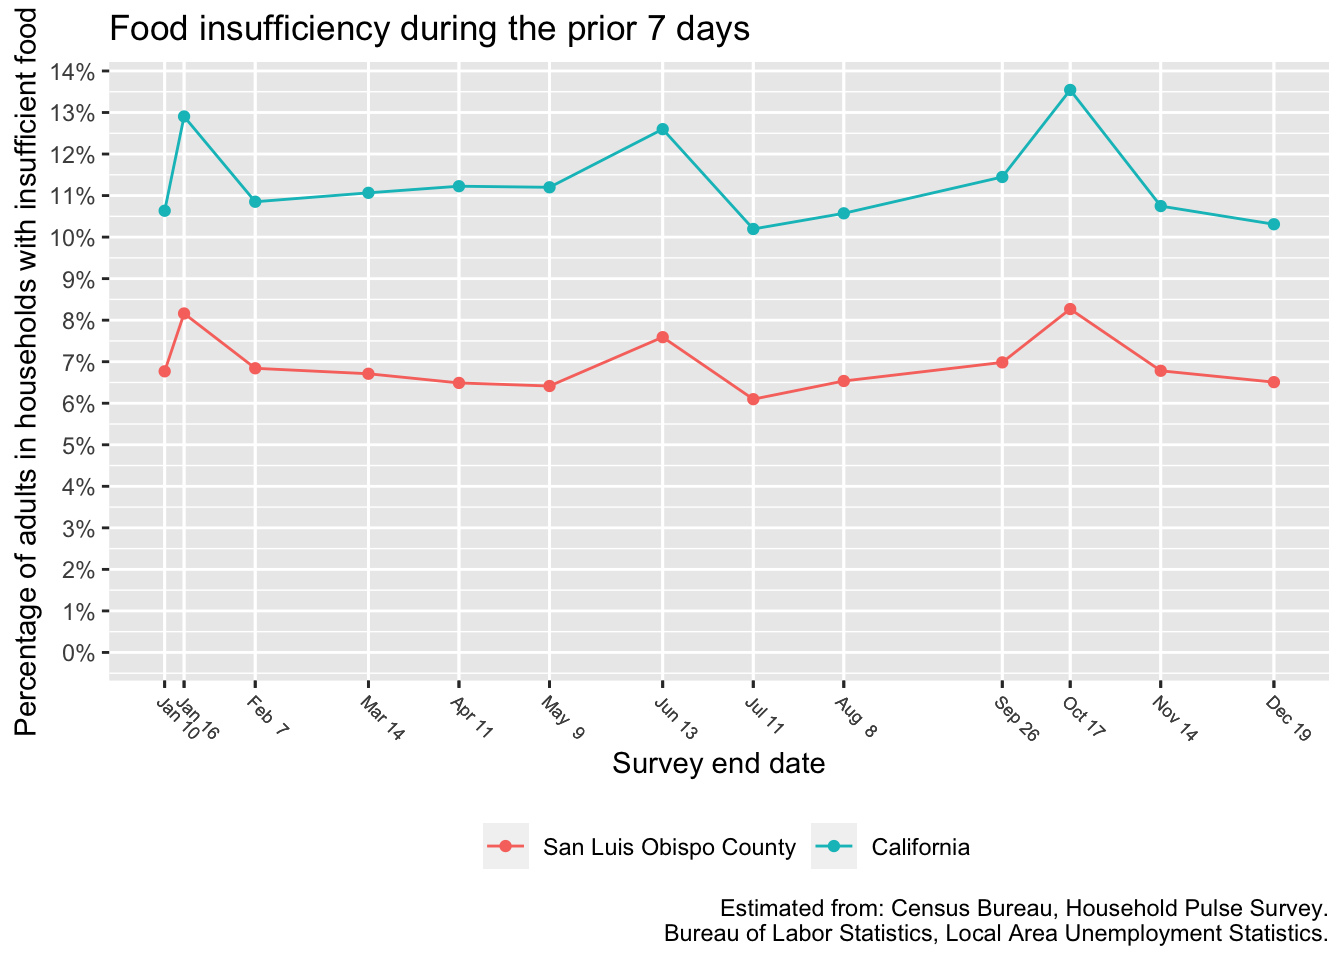 Food insufficiency during the prior 7 days
Percentage of adults in households with insufficient food
14%
13%
12%
11%
10%
9%
8%
7%
6%
5%
4%
3%
2%
1%
0%
Jan 10
Jan 16
Feb 7
Mar 14
Apr 11
May 9
Jun 13
Jul 11
Aug 8
Sep 26
Oct 17
Nov 14
Dec 19
Survey end date
San Luis Obispo County
California
Estimated from: Census Bureau, Household Pulse Survey.
Bureau of Labor Statistics, Local Area Unemployment Statistics.